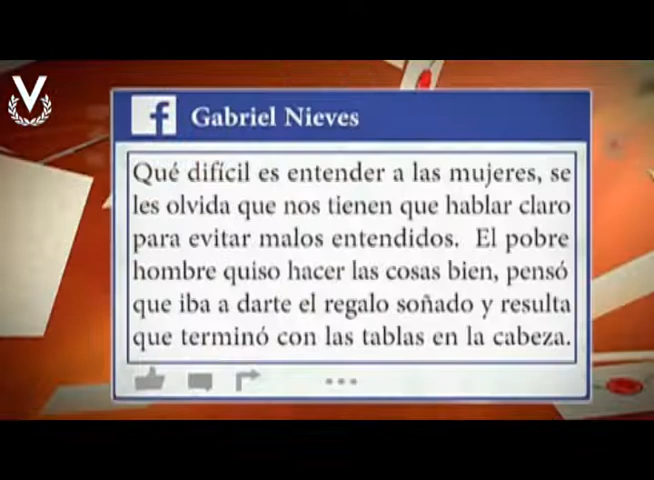 V
f Gabriel Nieves
Qué difícil es entender a las mujeres, se
les olvida que nos tienen que hablar claro
para evitar malos entendidos. El pobre
hombre quiso hacer las cosas bien, pensó
que iba a darte el regalo soñado y resulta
que terminó con las tablas en la cabeza.